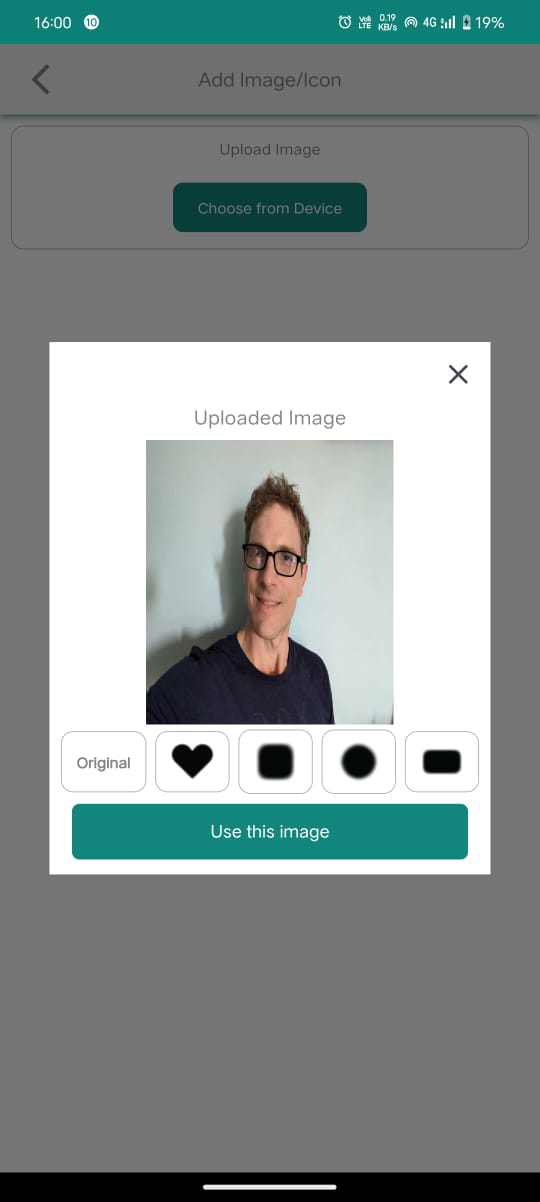 16:00 10 Vo) LTE 0.19 KB/s 4G 19%
Add Image/Icon
Upload Image
Choose from Device
Uploaded Image
Original
Use this image